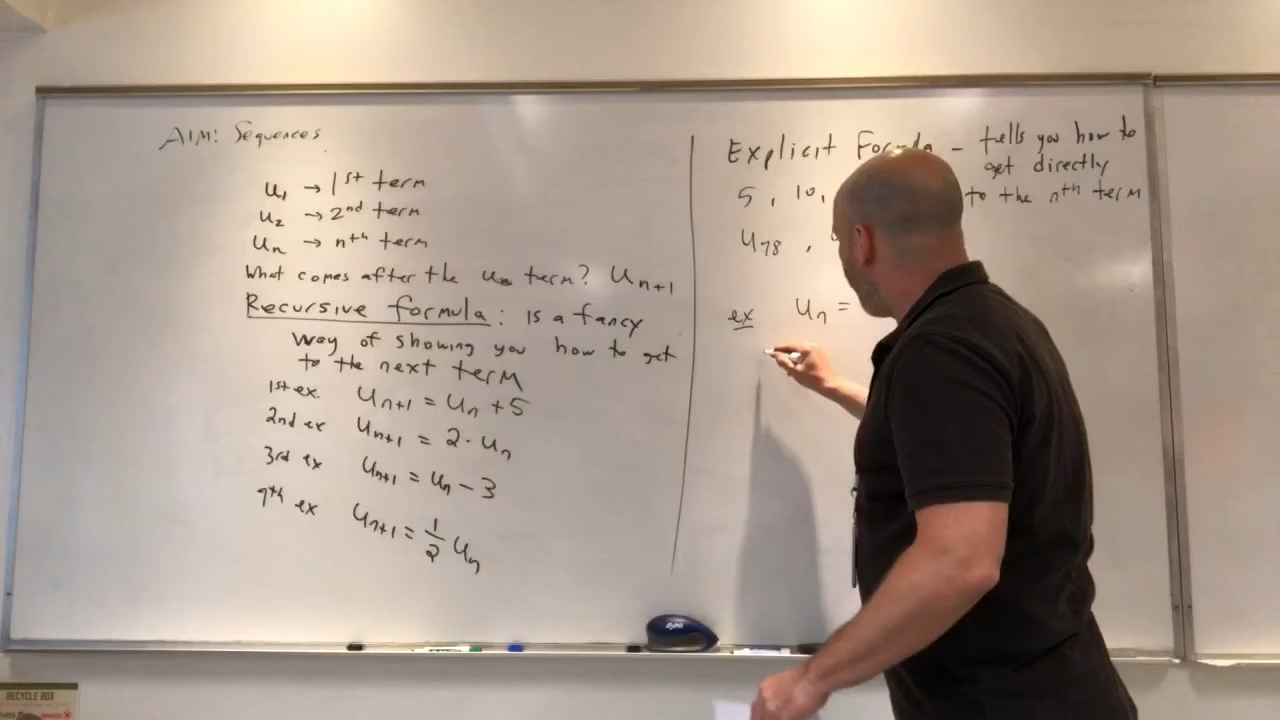 AIM: Sequences
u₁ → 1st term
u₂ → 2nd term
uₙ → nth term
What comes after the uₙ term? uₙ₊₁
Recursive formula: is a fancy
way of showing you how to get
to the next term
1st ex. uₙ₊₁ = uₙ + 5
2nd ex uₙ₊₁ = 2 · uₙ
3rd ex uₙ₊₁ = uₙ - 3
uₙ₊₁ = 1/2 uₙ
Explicit Formula - tells you how to
get directly
5, 10, to the nth term
u₇₈ ,
ex uₙ =
expo
RECYCLE BOX